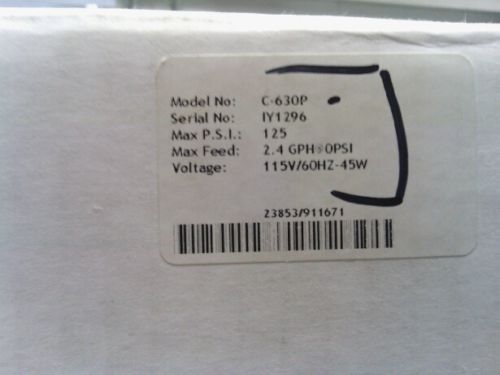 Model No: C-630P
Serial No: IY1296
Max P.S.I.: 125
Max Feed: 2.4 GPH@0PSI
Voltage: 115V/60HZ-45W
23853/911671